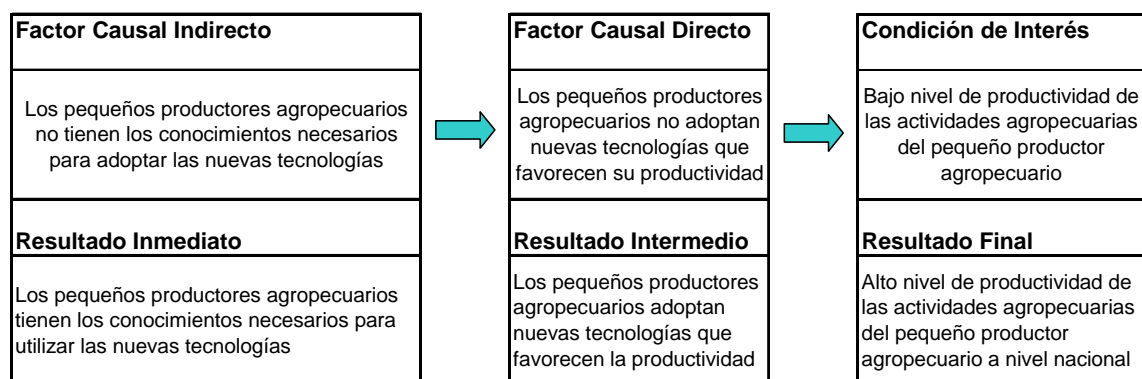 Factor Causal Indirecto
Los pequeños productores agropecuarios
no tienen los conocimientos necesarios
para adoptar las nuevas tecnologías
Resultado Inmediato
Los pequeños productores agropecuarios
tienen los conocimientos necesarios para
utilizar las nuevas tecnologías
Factor Causal Directo
Los pequeños productores
agropecuarios no adoptan
nuevas tecnologías que
favorecen su productividad
Resultado Intermedio
Los pequeños productores
agropecuarios adoptan
nuevas tecnologías que
favorecen la productividad
Condición de Interés
Bajo nivel de productividad de
las actividades agropecuarias
del pequeño productor
agropecuario
Resultado Final
Alto nivel de productividad de
las actividades agropecuarias
del pequeño productor
agropecuario a nivel nacional